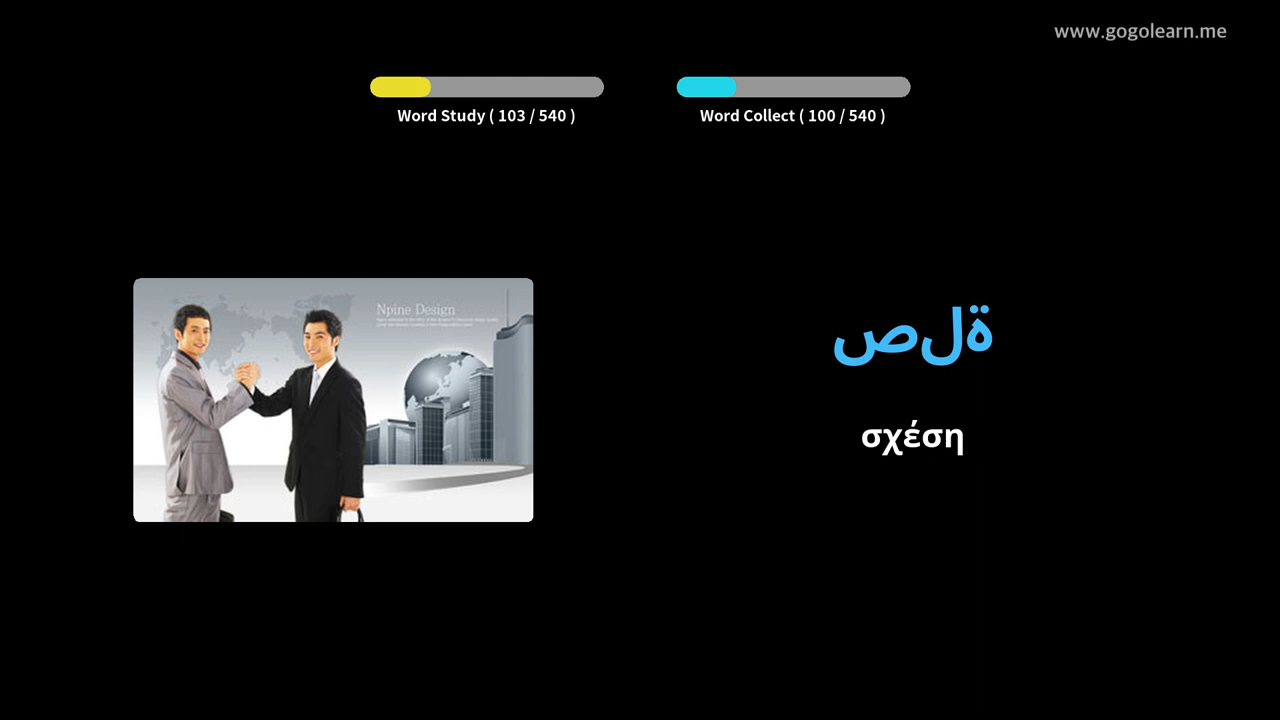 www.gogolearn.me
Word Study ( 103 / 540 )
Word Collect ( 100 / 540 )
Npine Design
صلة
σχέση